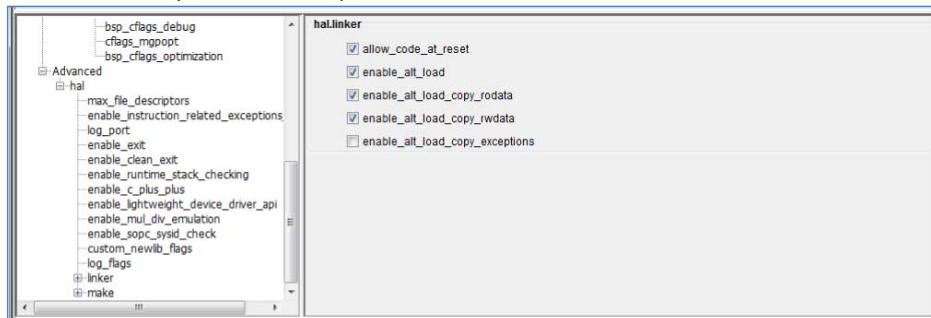 bsp_cflags_debug
cflags_mgpopt
bsp_cflags_optimization
Advanced
hal
max_file_descriptors
enable_instruction_related_exceptions_
log_port
enable_exit
enable_clean_exit
enable_runtime_stack_checking
enable_c_plus_plus
enable_lightweight_device_driver_api
enable_mul_div_emulation
enable_sopc_sysid_check
custom_newlib_flags
log_flags
linker
make
hal.linker
allow_code_at_reset
enable_alt_load
enable_alt_load_copy_rodata
enable_alt_load_copy_rwdata
enable_alt_load_copy_exceptions